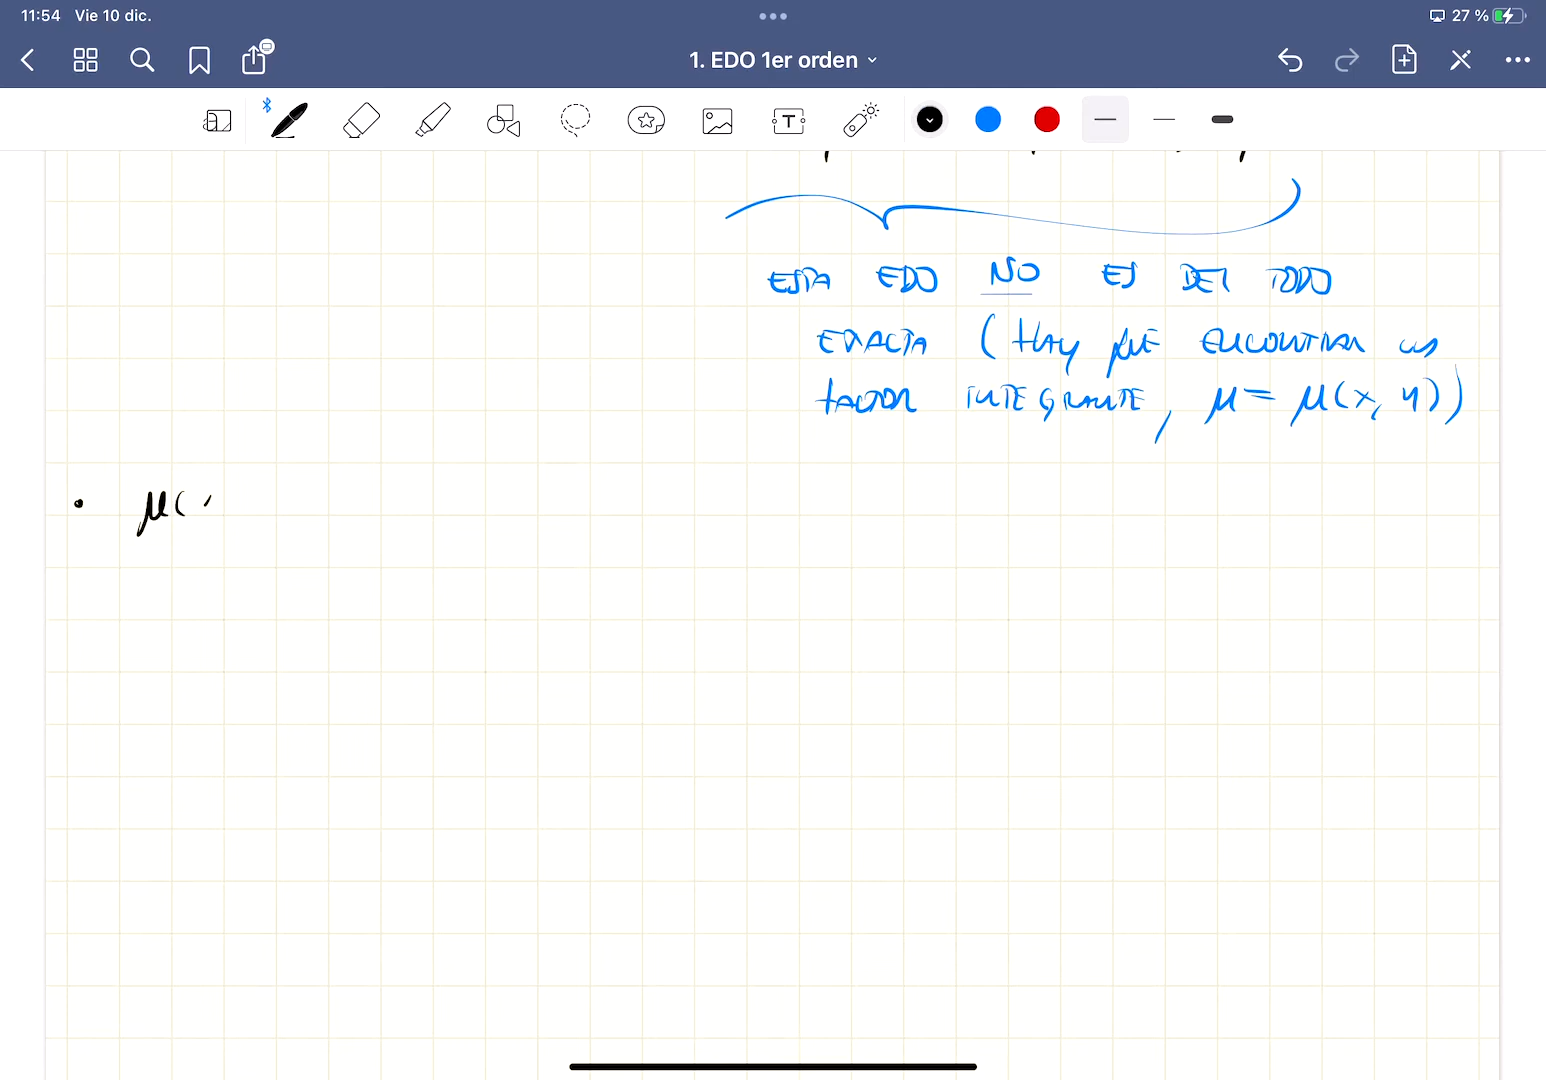 11:54 Vie 10 dic. 27 %
1. EDO 1er orden
T
ESTA EDO NO ES DEL TODO
EXACTA (HAY QUE ENCONTRAR UN
FACTOR INTEGRANTE, μ = μ(x, y))
• μ(